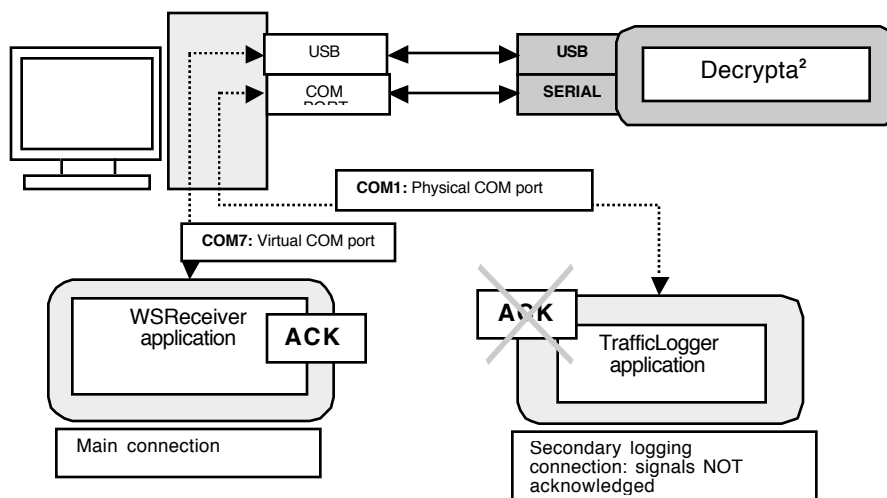 USB
USB
Decrypta²
COM
PORT
SERIAL
COM1: Physical COM port
COM7: Virtual COM port
WSReceiver
application
ACK
ACK
TrafficLogger
application
Main connection
Secondary logging
connection: signals NOT
acknowledged